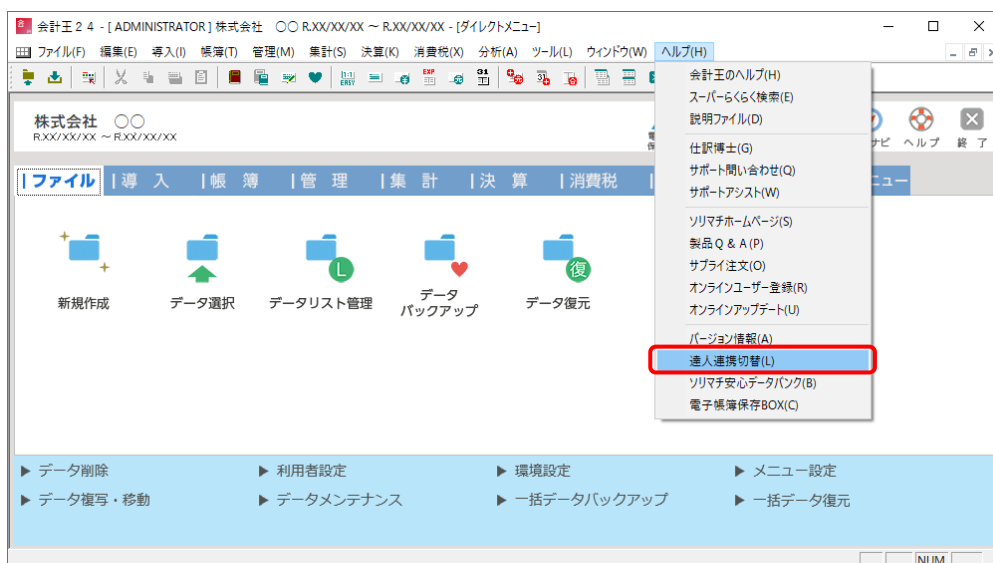 会計王24 - [ ADMINISTRATOR ] 株式会社 ○○ R.XX/XX/XX ～ R.XX/XX/XX - [ダイレクトメニュー]
ファイル(F) 編集(E) 導入(I) 帳簿(T) 管理(M) 集計(S) 決算(K) 消費税(X) 分析(A) ツール(L) ウィンドウ(W) ヘルプ(H)
株式会社 ○○
R.XX/XX/XX ～ R.XX/XX/XX
ナビ ヘルプ 終 了
|ファイル |導 入 |帳 簿 |管 理 |集 計 |決 算 |消費税
ニュー
新規作成
データ選択
L
データリスト管理
データ
バックアップ
復
データ復元
会計王のヘルプ(H)
スーパーらくらく検索(E)
説明ファイル(D)
仕訳博士(G)
サポート問い合わせ(Q)
サポートアシスト(W)
ソリマチホームページ(S)
製品Q & A (P)
サプライ注文(O)
オンラインユーザー登録(R)
オンラインアップデート(U)
バージョン情報(A)
達人連携切替(L)
ソリマチ安心データバンク(B)
電子帳簿保存BOX(C)
▶ データ削除 ▶ 利用者設定 ▶ 環境設定 ▶ メニュー設定
▶ データ複写・移動 ▶ データメンテナンス ▶ 一括データバックアップ ▶ 一括データ復元
NUM